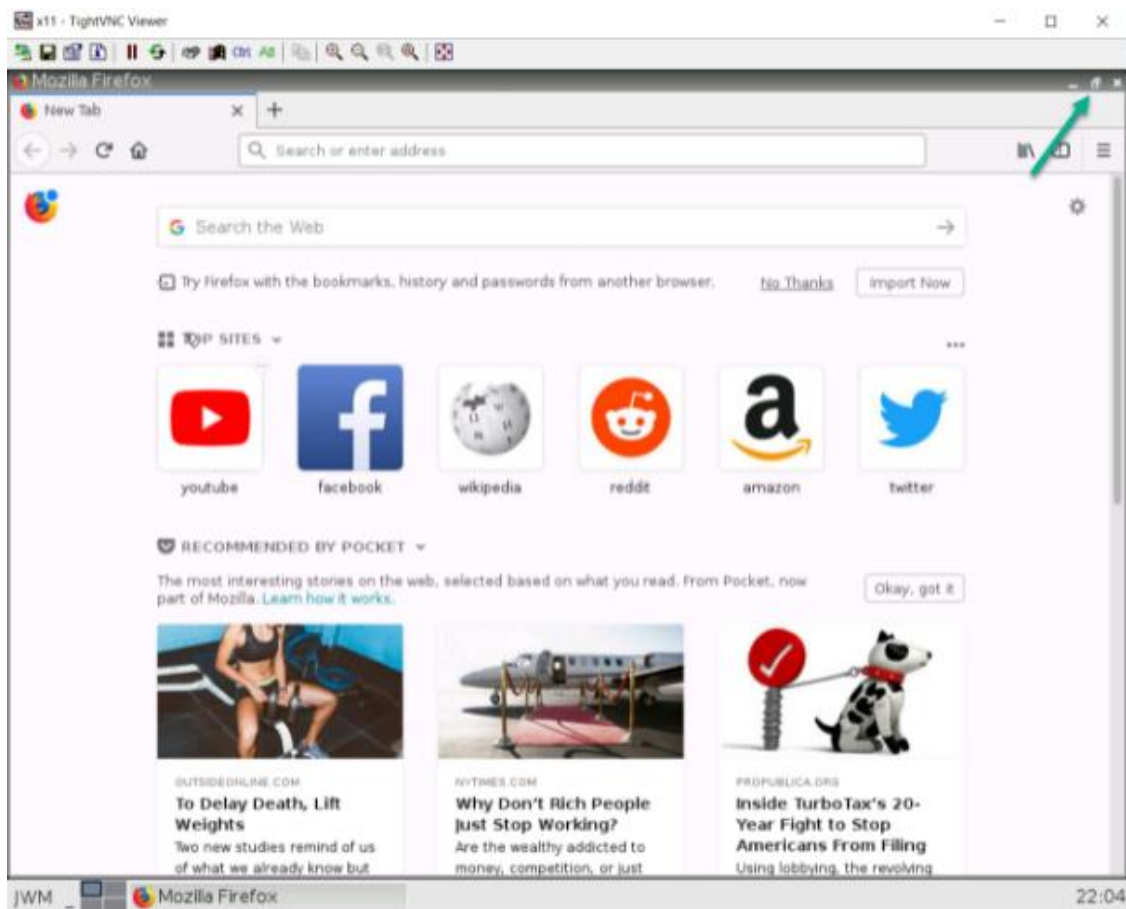 x11 - TightVNC Viewer
Ctrl Alt
Mozilla Firefox
New Tab
Search or enter address
Search the Web
Try Firefox with the bookmarks, history and passwords from another browser. No Thanks Import Now
TOP SITES
youtube facebook wikipedia reddit amazon twitter
RECOMMENDED BY POCKET
The most interesting stories on the web, selected based on what you read. From Pocket, now
part of Mozilla. Learn how it works.
Okay, got it
OUTSIDEONLINE.COM
To Delay Death, Lift
Weights
Two new studies remind of us
of what we already know but
NYTIMES.COM
Why Don't Rich People
Just Stop Working?
Are the wealthy addicted to
money, competition, or just
PROPUBLICA.ORG
Inside TurboTax's 20-
Year Fight to Stop
Americans From Filing
Using lobbying, the revolving
JWM _ Mozilla Firefox 22:04